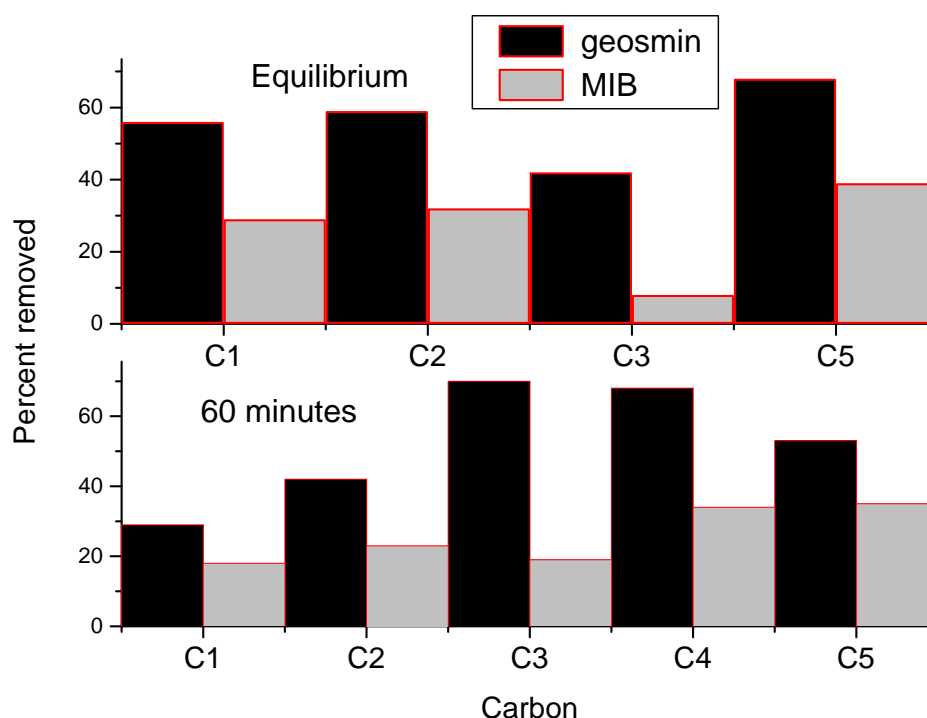 geosmin
MIB
Equilibrium
60
40
20
0
C1 C2 C3 C5
Percent removed
60 minutes
60
40
20
0
C1 C2 C3 C4 C5
Carbon